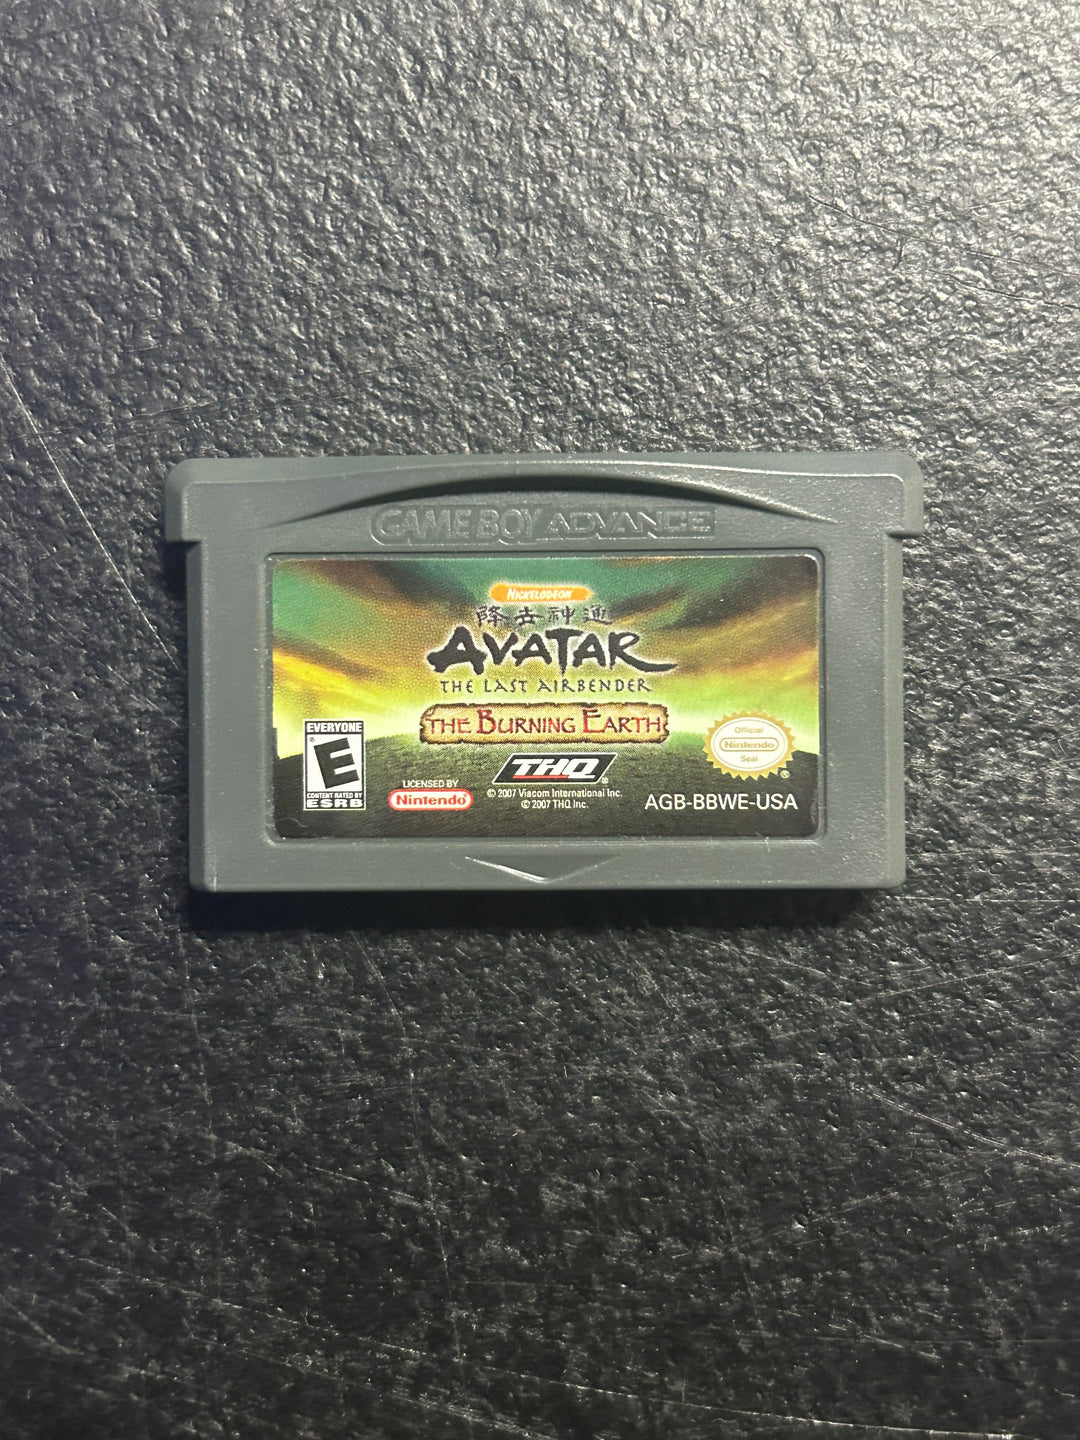 GAME BOY ADVANCE
NICKELODEON
降去神通
AVATAR
THE LAST AIRBENDER
THE BURNING EARTH
EVERYONE
E
CONTENT RATED BY
ESRB
LICENSED BY
Nintendo®
THQ®
© 2007 Viacom International Inc.
© 2007 THQ Inc.
Official
Nintendo
Seal
®
AGB-BBWE-USA